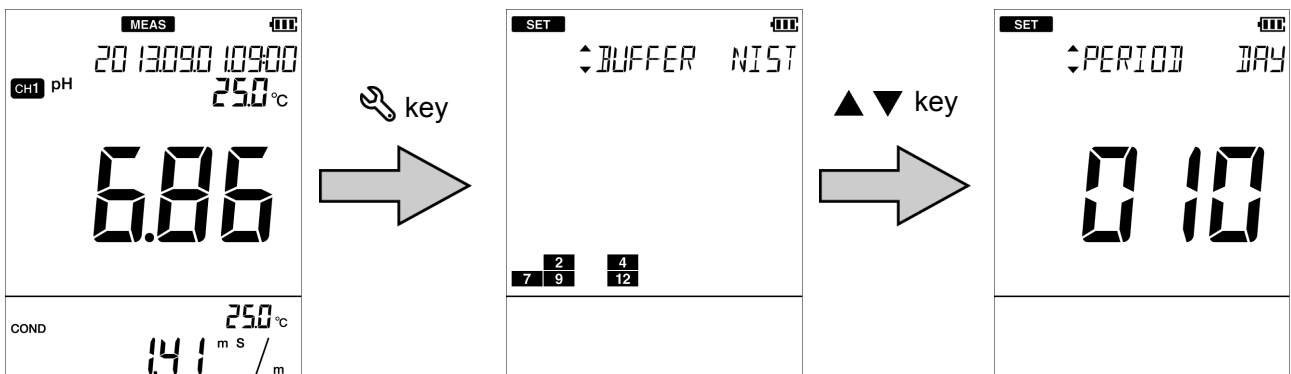 MEAS
2013.09.01.09:00
CH1 pH 25.0 °C
6.86
COND 25.0 °C
1.41 m S / m
key
SET
BUFFER NIST
2 4
7 9 12
key
SET
PERIOD DAY
010